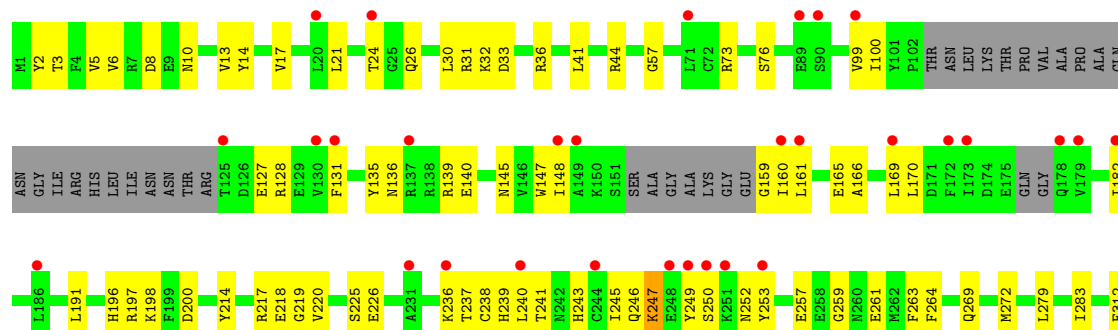 M1 Y2 T3 F4 V5 V6 R7 D8 E9 N10 V13 Y14 V17 L20 L21 T24 G25 Q26 L30 R31 K32 D33 R36 L41 R44 G57 L71 C72 R73 S76 E89 S90 V99 I100 Y101 P102 THR ASN LEU LYS THR PRO VAL ALA PRO ALA GLN
ASN GLY ILE ARG HIS LEU ILE ASN ASN THR ARG T125 D126 E127 R128 E129 V130 F131 Y135 N136 R137 R138 R139 E140 N145 V146 W147 I148 A149 K150 S151 SER ALA GLY ALA LYS GLY GLU G159 I160 L161 E165 A166 L169 L170 D171 F172 I173 D174 E175 GLN GLY Q178 V179 I182
L186 L191 H196 R197 K198 F199 D200 Y214 R217 E218 G219 V220 S225 E226 A231 K236 T237 C238 H239 L240 T241 N242 H243 C244 I245 Q246 K247 E248 Y249 S250 K251 N252 Y253 E257 E258 G259 N260 E261 M262 F263 F264 Q269 M272 L279 I283